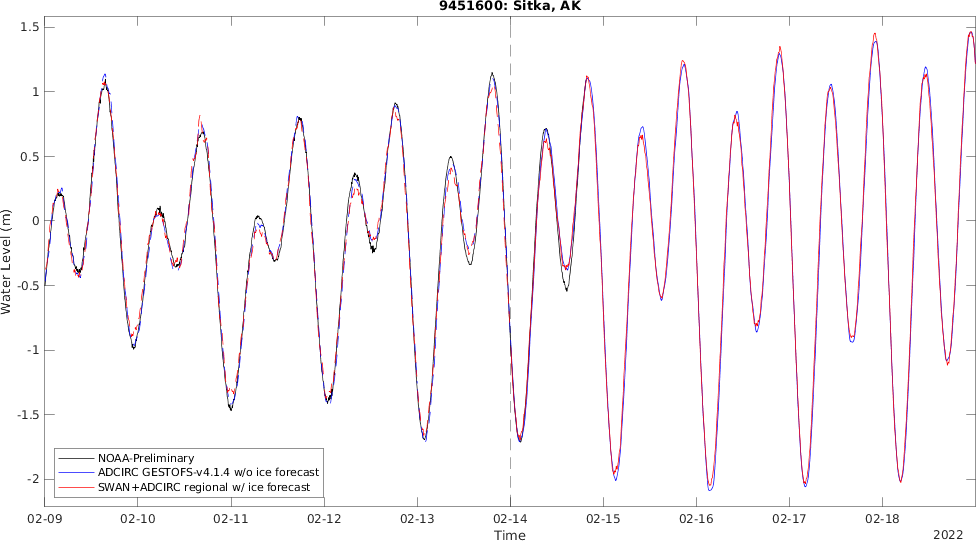 9451600: Sitka, AK
1.5
1
0.5
0
-0.5
-1
-1.5
-2
Water Level (m)
NOAA-Preliminary
ADCIRC GESTOFS-v4.1.4 w/o ice forecast
SWAN+ADCIRC regional w/ ice forecast
02-09 02-10 02-11 02-12 02-13 02-14 02-15 02-16 02-17 02-18
Time
2022